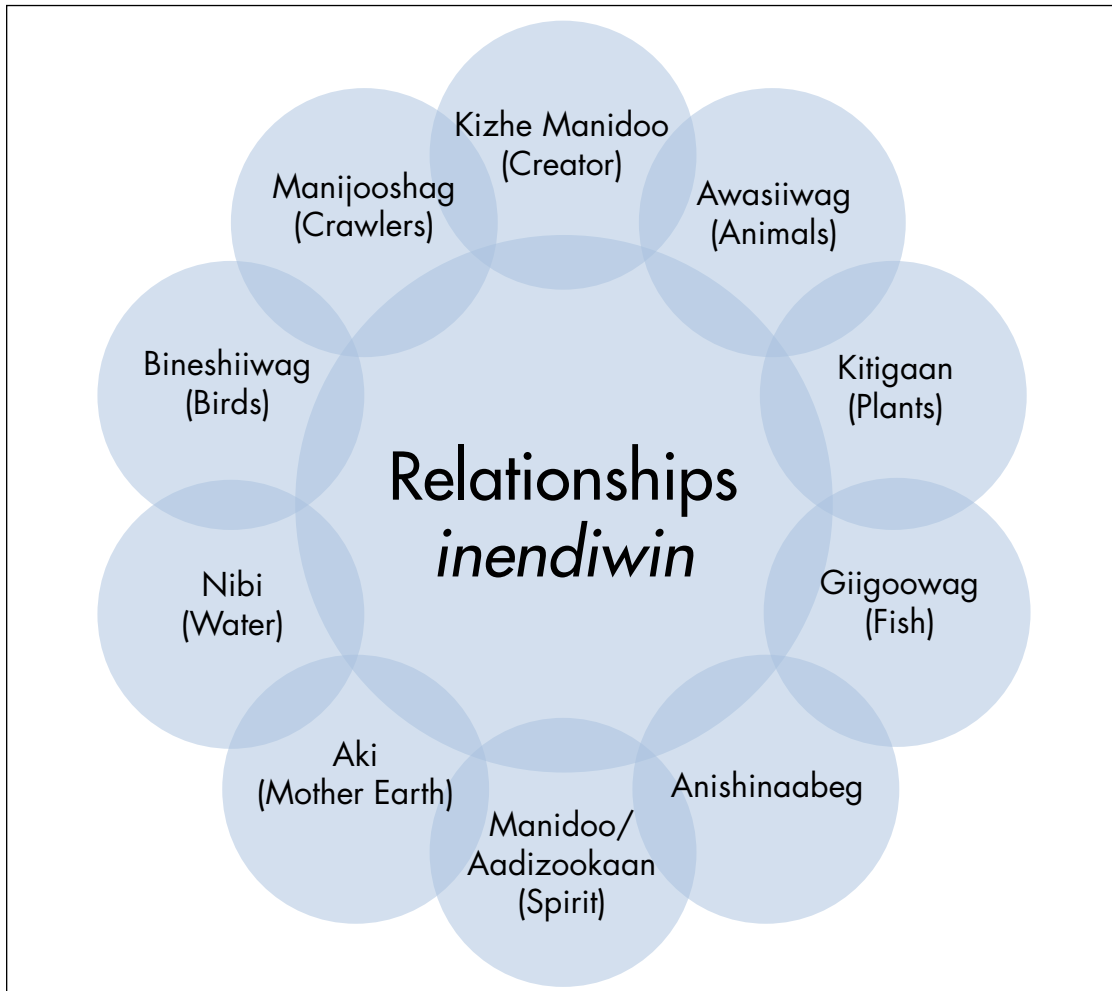 Kizhe Manidoo
(Creator)
Awasiiwag
(Animals)
Kitigaan
(Plants)
Giigoowag
(Fish)
Anishinaabeg
Manidoo/
Aadizookaan
(Spirit)
Aki
(Mother Earth)
Nibi
(Water)
Bineshiiwag
(Birds)
Manijooshag
(Crawlers)
Relationships
inendiwin